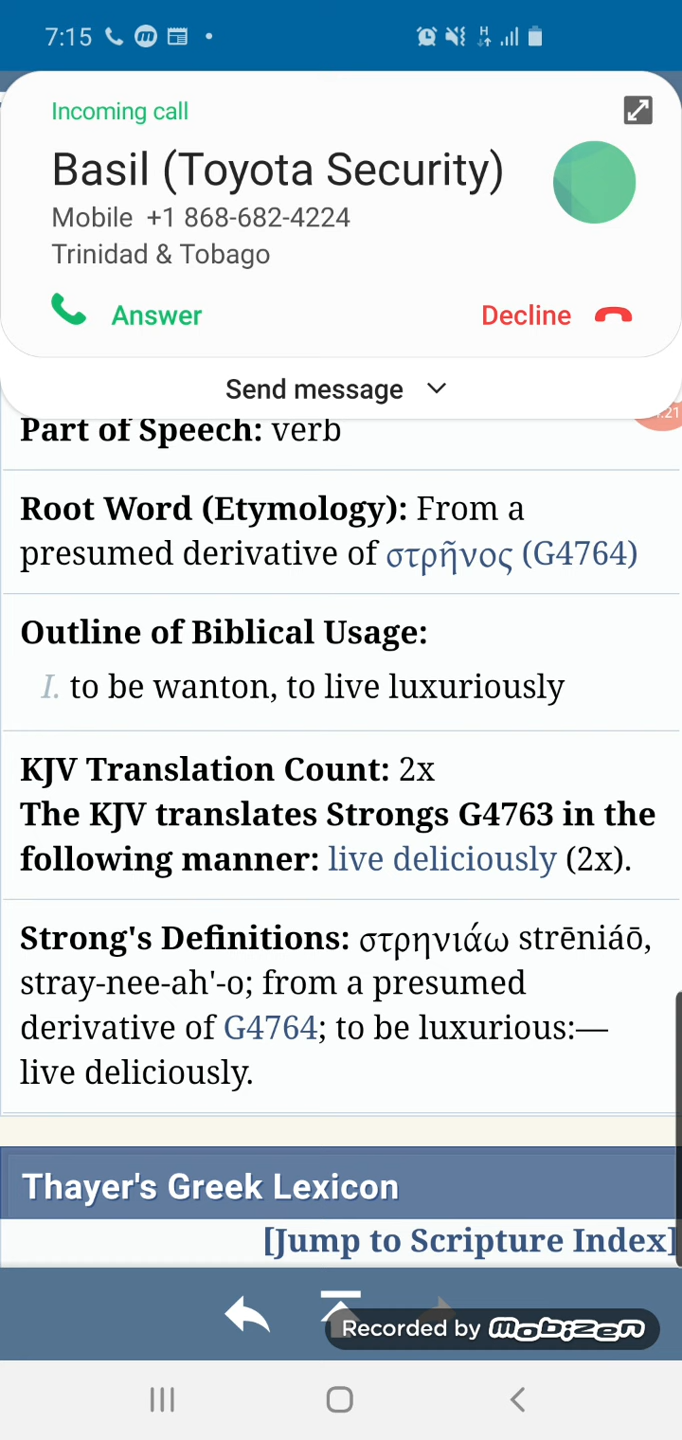 7:15
Incoming call
Basil (Toyota Security)
Mobile +1 868-682-4224
Trinidad & Tobago
Answer
Decline
Send message
Part of Speech: verb
Root Word (Etymology): From a
presumed derivative of στρῆνος (G4764)
Outline of Biblical Usage:
I. to be wanton, to live luxuriously
KJV Translation Count: 2x
The KJV translates Strongs G4763 in the
following manner: live deliciously (2x).
Strong's Definitions: στρηνιάω strēniáō,
stray-nee-ah'-o; from a presumed
derivative of G4764; to be luxurious:—
live deliciously.
Thayer's Greek Lexicon
[Jump to Scripture Index]
Recorded by mobizen